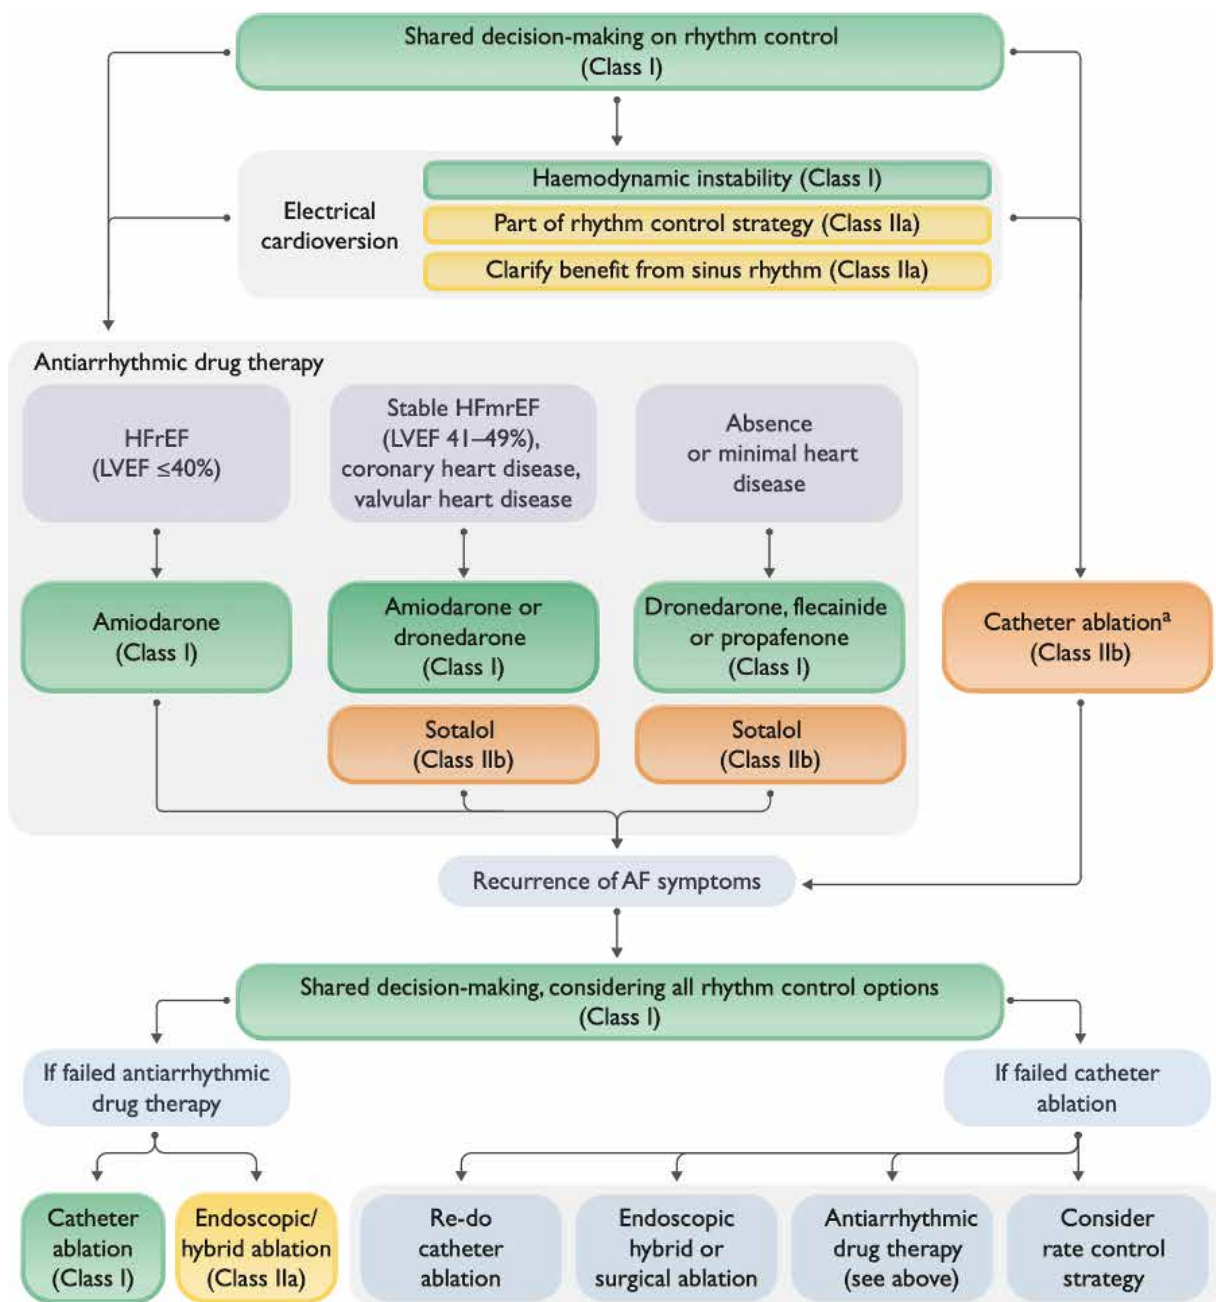 Shared decision-making on rhythm control
(Class I)
Electrical
cardioversion
Haemodynamic instability (Class I)
Part of rhythm control strategy (Class IIa)
Clarify benefit from sinus rhythm (Class IIa)
Antiarrhythmic drug therapy
HFrEF
(LVEF ≤40%)
Stable HFmrEF
(LVEF 41–49%),
coronary heart disease,
valvular heart disease
Absence
or minimal heart
disease
Amiodarone
(Class I)
Amiodarone or
dronedarone
(Class I)
Dronedarone, flecainide
or propafenone
(Class I)
Catheter ablationᵃ
(Class IIb)
Sotalol
(Class IIb)
Sotalol
(Class IIb)
Recurrence of AF symptoms
Shared decision-making, considering all rhythm control options
(Class I)
If failed antiarrhythmic
drug therapy
If failed catheter
ablation
Catheter
ablation
(Class I)
Endoscopic/
hybrid ablation
(Class IIa)
Re-do
catheter
ablation
Endoscopic
hybrid or
surgical ablation
Antiarrhythmic
drug therapy
(see above)
Consider
rate control
strategy